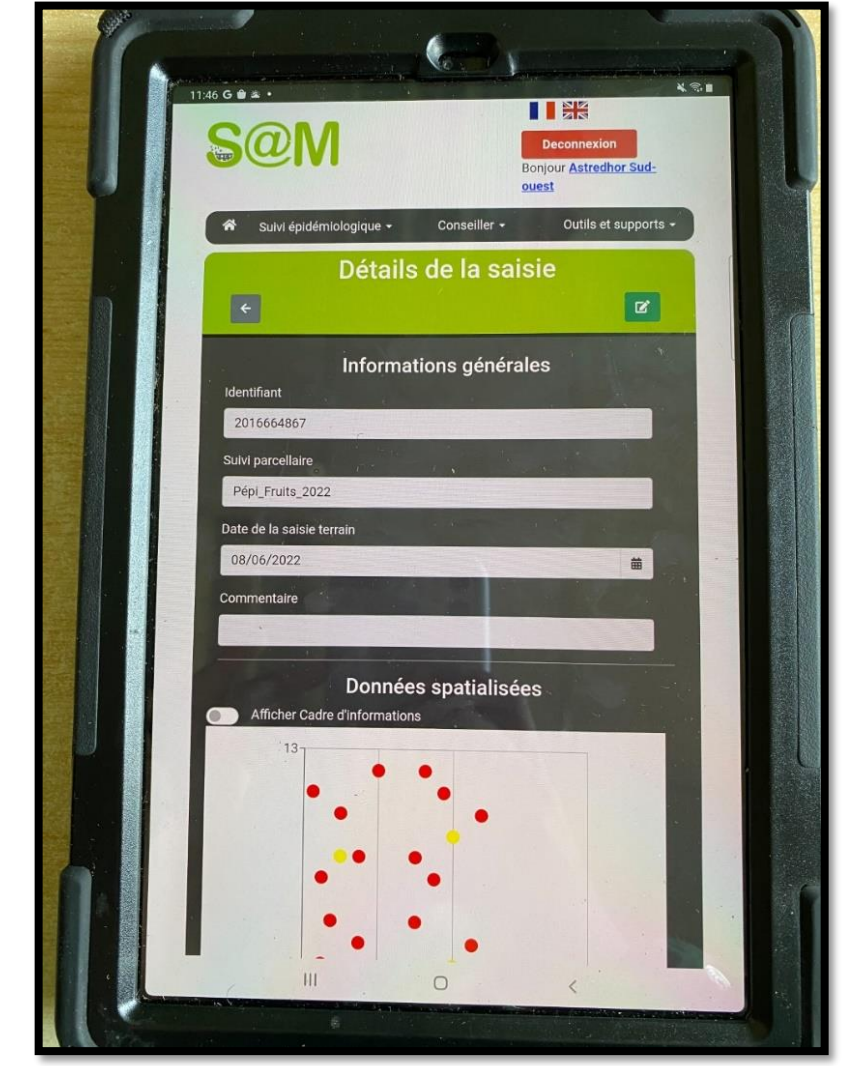 11:46 G
S@M
Deconnexion
Bonjour Astredhor Sud-
ouest
Suivi épidémiologique
Conseiller
Outils et supports
Détails de la saisie
Informations générales
Identifiant
2016664867
Suivi parcellaire
Pépi_Fruits_2022
Date de la saisie terrain
08/06/2022
Commentaire
Données spatialisées
Afficher Cadre d'informations
13